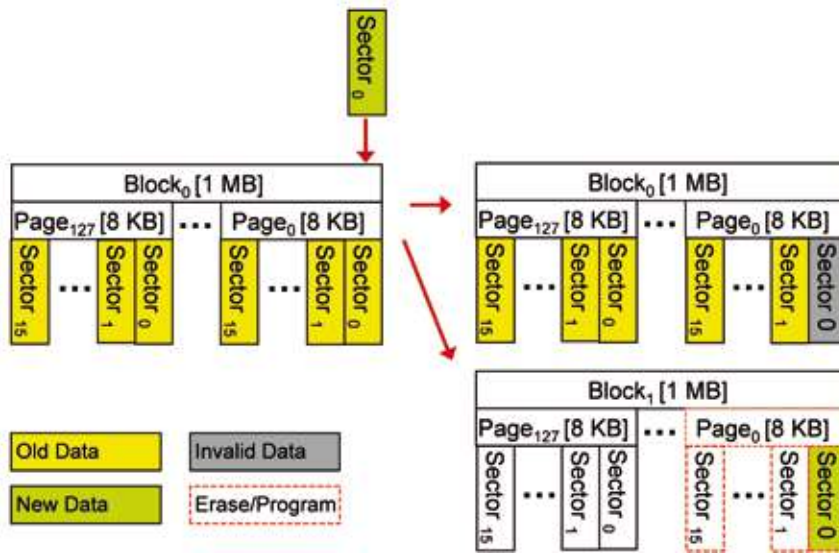 Sector 0
Block0 [1 MB]
Page127 [8 KB] ••• Page0 [8 KB]
Sector 15 ••• Sector 1 Sector 0 Sector 15 ••• Sector 1 Sector 0
Block0 [1 MB]
Page127 [8 KB] ••• Page0 [8 KB]
Sector 15 ••• Sector 1 Sector 0 Sector 15 ••• Sector 1 Sector 0
Block1 [1 MB]
Page127 [8 KB] ••• Page0 [8 KB]
Sector 15 ••• Sector 1 Sector 0 Sector 15 ••• Sector 1 Sector 0
Old Data
Invalid Data
New Data
Erase/Program